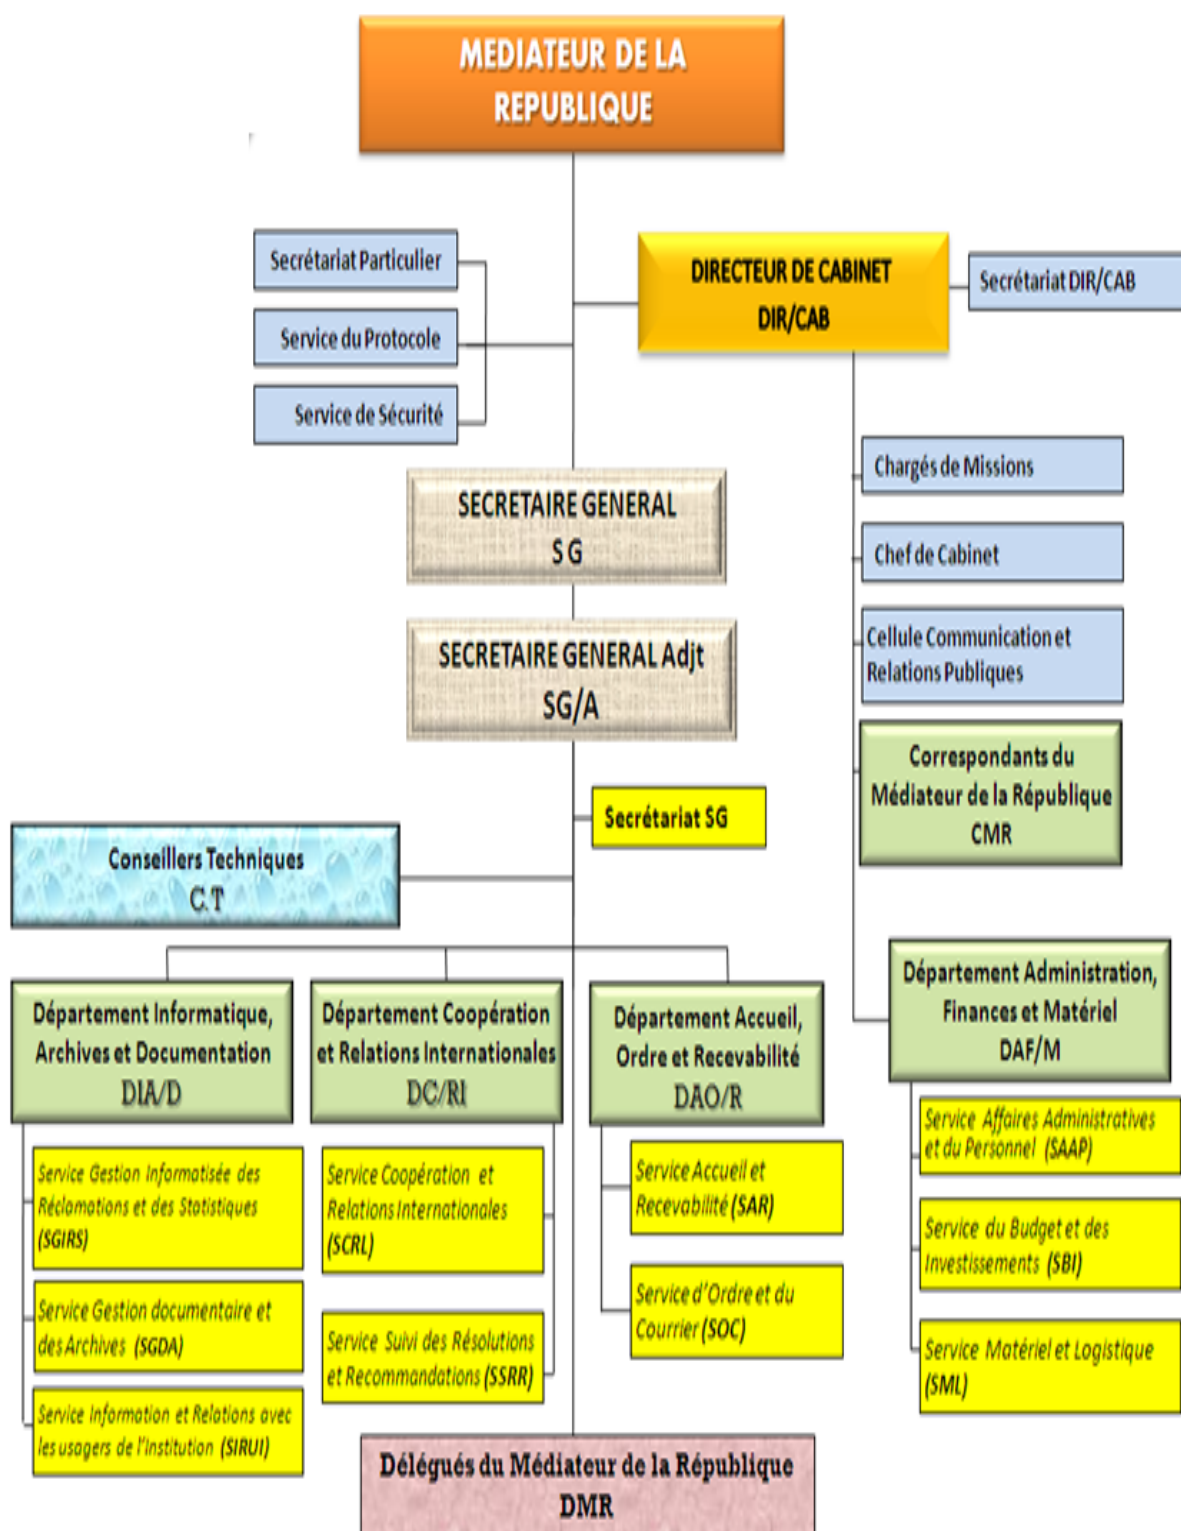 MEDIATEUR DE LA
REPUBLIQUE
Secrétariat Particulier
Service du Protocole
Service de Sécurité
DIRECTEUR DE CABINET
DIR/CAB
Secrétariat DIR/CAB
Chargés de Missions
Chef de Cabinet
Cellule Communication et
Relations Publiques
Correspondants du
Médiateur de la République
CMR
SECRETAIRE GENERAL
S G
SECRETAIRE GENERAL Adjt
SG/A
Secrétariat SG
Conseillers Techniques
C.T
Département Informatique,
Archives et Documentation
DIA/D
Service Gestion Informatisée des
Réclamations et des Statistiques
(SGIRS)
Service Gestion documentaire et
des Archives (SGDA)
Service Information et Relations avec
les usagers de l'Institution (SIRUI)
Département Coopération
et Relations Internationales
DC/RI
Service Coopération et
Relations Internationales
(SCRL)
Service Suivi des Résolutions
et Recommandations (SSRR)
Département Accueil,
Ordre et Recevabilité
DAO/R
Service Accueil et
Recevabilité (SAR)
Service d'Ordre et du
Courrier (SOC)
Département Administration,
Finances et Matériel
DAF/M
Service Affaires Administratives
et du Personnel (SAAP)
Service du Budget et des
Investissements (SBI)
Service Matériel et Logistique
(SML)
Délégués du Médiateur de la République
DMR